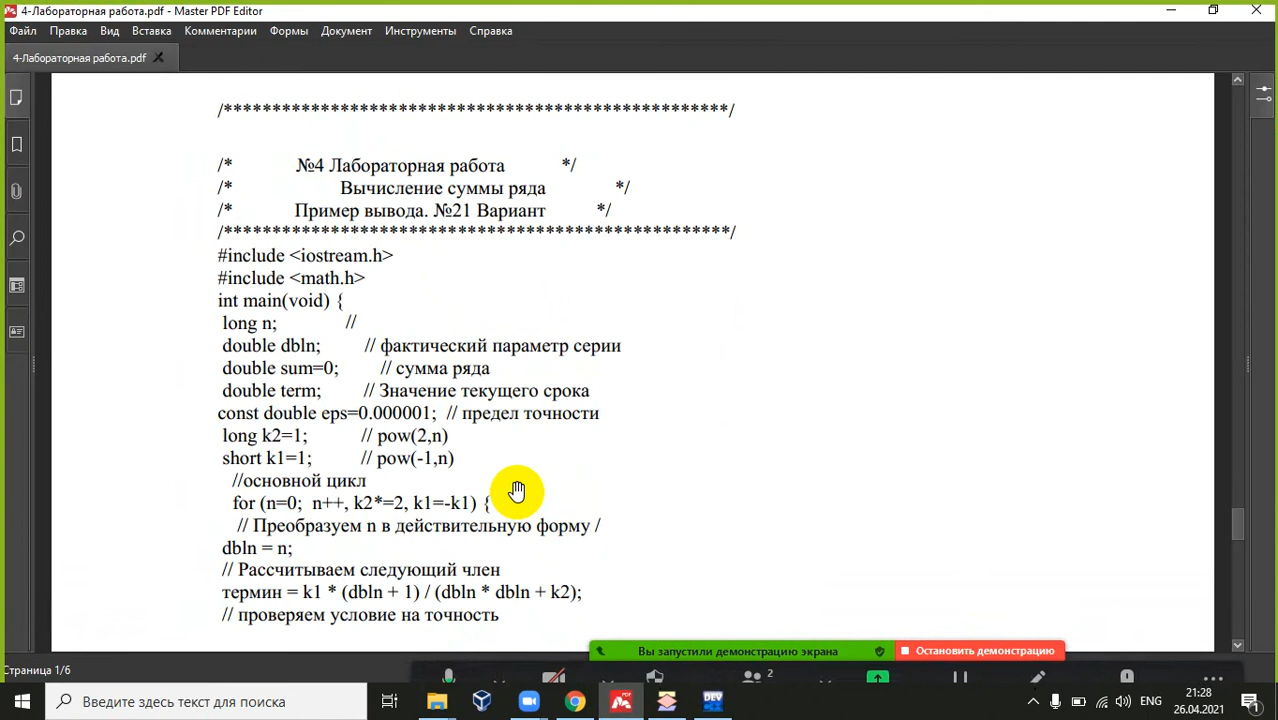 4-Лабораторная работа.pdf - Master PDF Editor
Файл Правка Вид Вставка Комментарии Формы Документ Инструменты Справка
4-Лабораторная работа.pdf
/****************************************************/
/* №4 Лабораторная работа */
/* Вычисление суммы ряда */
/* Пример вывода. №21 Вариант */
/****************************************************/
#include <iostream.h>
#include <math.h>
int main(void) {
long n; //
double dbln; // фактический параметр серии
double sum=0; // сумма ряда
double term; // Значение текущего срока
const double eps=0.000001; // предел точности
long k2=1; // pow(2,n)
short k1=1; // pow(-1,n)
//основной цикл
for (n=0; n++, k2*=2, k1=-k1) {
// Преобразуем n в действительную форму /
dbln = n;
// Рассчитываем следующий член
термин = k1 * (dbln + 1) / (dbln * dbln + k2);
// проверяем условие на точность
Вы запустили демонстрацию экрана
Остановить демонстрацию
Страница 1/6
2
Введите здесь текст для поиска
DEV
ENG
21:28
26.04.2021
1